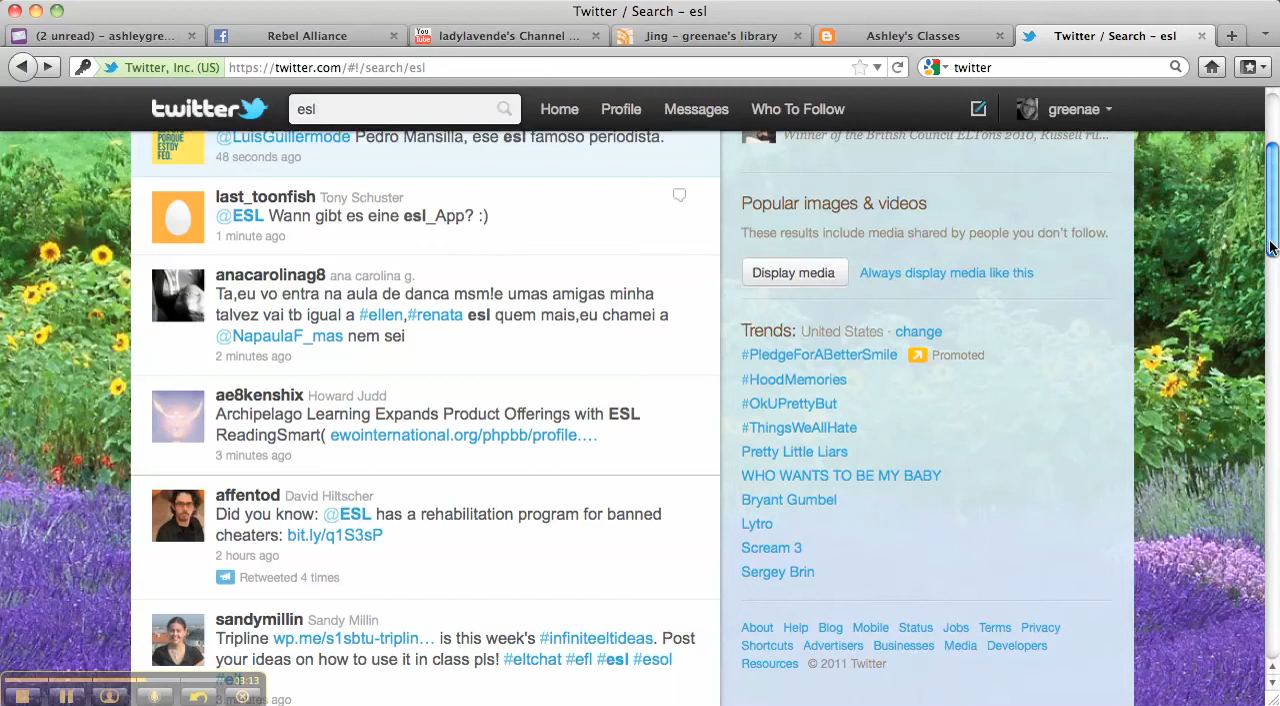 Twitter / Search - esl
(2 unread) - ashleygre...
Rebel Alliance
ladylavende's Channel ...
Jing - greenae's library
Ashley's Classes
Twitter / Search - esl
Twitter, Inc. (US)
https://twitter.com/#!/search/esl
twitter
twitter
esl
Home
Profile
Messages
Who To Follow
greenae
PORQUE
ESTOY
FEO.
@LuisGuillermode Pedro Mansilla, ese esl famoso periodista.
48 seconds ago
last_toonfish Tony Schuster
@ESL Wann gibt es eine esl_App? :)
1 minute ago
anacarolinag8 ana carolina g.
Ta,eu vo entra na aula de danca msm!e umas amigas minha
talvez vai tb igual a #ellen,#renata esl quem mais,eu chamei a
@NapaulaF_mas nem sei
2 minutes ago
ae8kenshix Howard Judd
Archipelago Learning Expands Product Offerings with ESL
ReadingSmart( ewointernational.org/phpbb/profile....
3 minutes ago
affentod David Hiltscher
Did you know: @ESL has a rehabilitation program for banned
cheaters: bit.ly/q1S3sP
2 hours ago
Retweeted 4 times
sandymillin Sandy Millin
Tripline wp.me/s1sbtu-triplin... is this week's #infiniteeltideas. Post
your ideas on how to use it in class pls! #eltchat #efl #esl #esol
03:13
ago
Winner of the British Council ELTons 2010, Russell ru...
Popular images & videos
These results include media shared by people you don't follow.
Display media
Always display media like this
Trends: United States · change
#PledgeForABetterSmile Promoted
#HoodMemories
#OkUPrettyBut
#ThingsWeAllHate
Pretty Little Liars
WHO WANTS TO BE MY BABY
Bryant Gumbel
Lytro
Scream 3
Sergey Brin
About Help Blog Mobile Status Jobs Terms Privacy
Shortcuts Advertisers Businesses Media Developers
Resources © 2011 Twitter